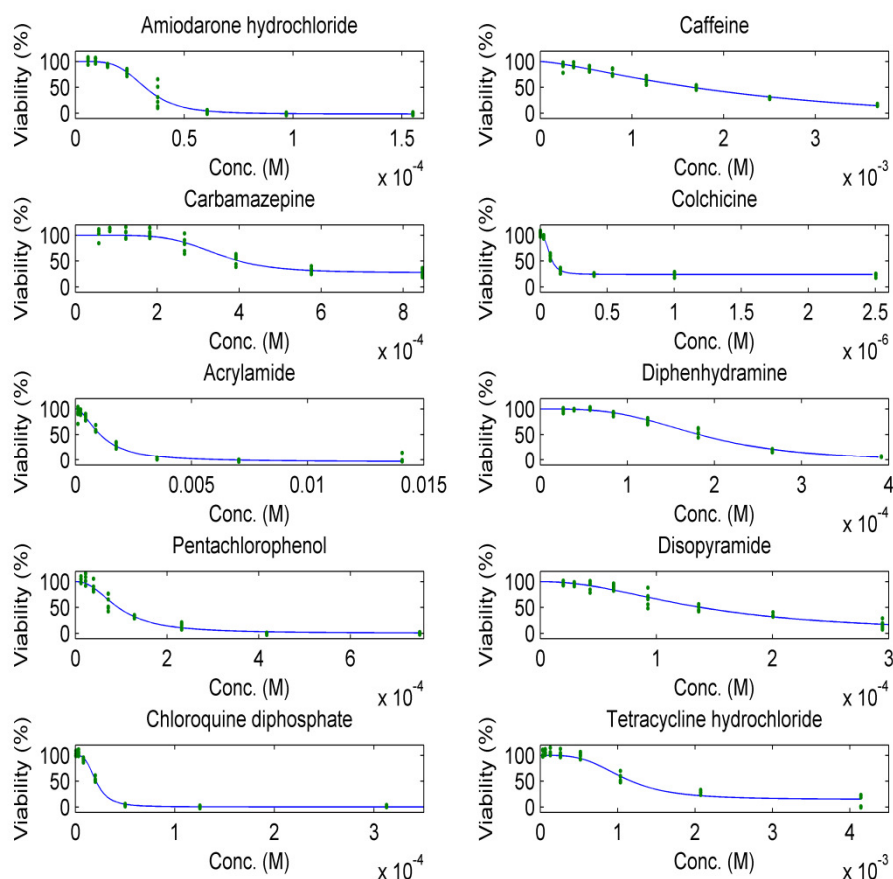 Amiodarone hydrochloride
Viability (%)
100
50
0
0 0.5 1 1.5
Conc. (M)
x 10-4
Caffeine
Viability (%)
100
50
0
0 1 2 3
Conc. (M)
x 10-3
Carbamazepine
Viability (%)
100
50
0
0 2 4 6 8
Conc. (M)
x 10-4
Colchicine
Viability (%)
100
50
0
0 0.5 1 1.5 2 2.5
Conc. (M)
x 10-6
Acrylamide
Viability (%)
100
50
0
0 0.005 0.01 0.015
Conc. (M)
Diphenhydramine
Viability (%)
100
50
0
0 1 2 3 4
Conc. (M)
x 10-4
Pentachlorophenol
Viability (%)
100
50
0
0 2 4 6
Conc. (M)
x 10-4
Disopyramide
Viability (%)
100
50
0
0 1 2 3
Conc. (M)
x 10-4
Chloroquine diphosphate
Viability (%)
100
50
0
0 1 2 3
Conc. (M)
x 10-4
Tetracycline hydrochloride
Viability (%)
100
50
0
0 1 2 3 4
Conc. (M)
x 10-3